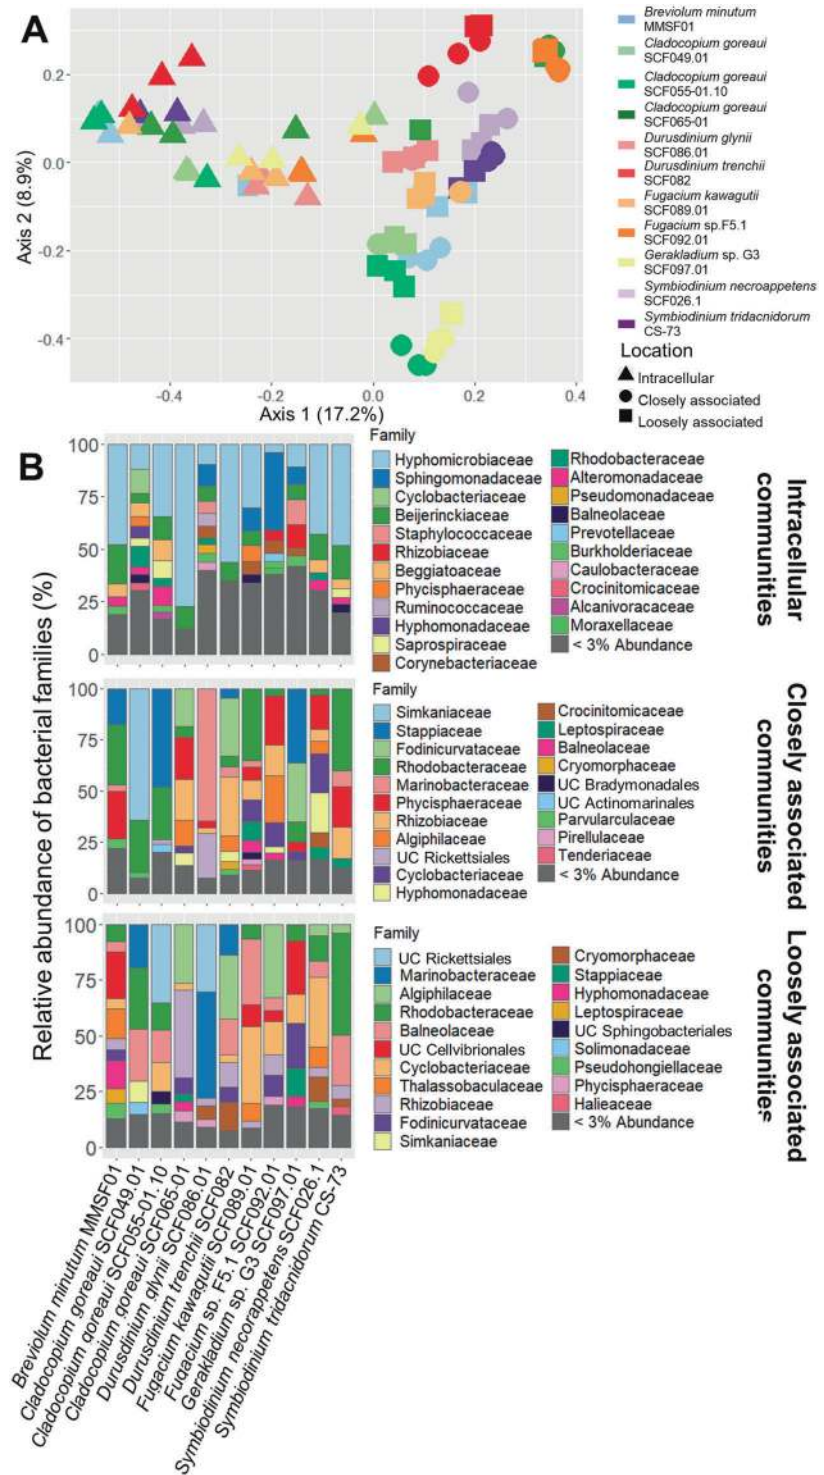 A
Axis 2 (8.9%)
0.2
0.0
-0.2
-0.4
-0.4
-0.2
0.0
0.2
0.4
Axis 1 (17.2%)
Breviolum minutum
MMSF01
Cladocopium goreaui
SCF049.01
Cladocopium goreaui
SCF055-01.10
Cladocopium goreaui
SCF065-01
Durusdinium glynii
SCF086.01
Durusdinium trenchii
SCF082
Fugacium kawagutii
SCF089.01
Fugacium sp.F5.1
SCF092.01
Gerakladium sp. G3
SCF097.01
Symbiodinium necroappetens
SCF026.1
Symbiodinium tridacnidorum
CS-73
Location
Intracellular
Closely associated
Loosely associated
B
Relative abundance of bacterial families (%)
100
75
50
25
0
Family
Hyphomicrobiaceae
Sphingomonadaceae
Cyclobacteriaceae
Beijerinckiaceae
Staphylococcaceae
Rhizobiaceae
Beggiatoaceae
Phycisphaeraceae
Ruminococcaceae
Hyphomonadaceae
Saprospiraceae
Corynebacteriaceae
Rhodobacteraceae
Alteromonadaceae
Pseudomonadaceae
Balneolaceae
Prevotellaceae
Burkholderiaceae
Caulobacteraceae
Crocinitomicaceae
Alcanivoracaceae
Moraxellaceae
< 3% Abundance
Intracellular
communities
100
75
50
25
0
Family
Simkaniaceae
Stappiaceae
Fodinicurvataceae
Rhodobacteraceae
Marinobacteraceae
Phycisphaeraceae
Rhizobiaceae
Algiphilaceae
UC Rickettsiales
Cyclobacteriaceae
Hyphomonadaceae
Crocinitomicaceae
Leptospiraceae
Balneolaceae
Cryomorphaceae
UC Bradymonadales
UC Actinomarinales
Parvularculaceae
Pirellulaceae
Tenderiaceae
< 3% Abundance
Closely associated
communities
100
75
50
25
0
Family
UC Rickettsiales
Marinobacteraceae
Algiphilaceae
Rhodobacteraceae
Balneolaceae
UC Cellvibrionales
Cyclobacteriaceae
Thalassobaculaceae
Rhizobiaceae
Fodinicurvataceae
Simkaniaceae
Cryomorphaceae
Stappiaceae
Hyphomonadaceae
Leptospiraceae
UC Sphingobacteriales
Solimonadaceae
Pseudohongiellaceae
Phycisphaeraceae
Halieaceae
< 3% Abundance
Loosely associated
communities
Breviolum minutum MMSF01
Cladocopium goreaui SCF049.01
Cladocopium goreaui SCF055-01.10
Cladocopium goreaui SCF065-01
Durusdinium glynii SCF086.01
Durusdinium trenchii SCF082
Fugacium kawagutii SCF089.01
Fugacium sp. F5.1 SCF092.01
Gerakladium sp. G3 SCF097.01
Symbiodinium necorappetens SCF026.1
Symbiodinium tridacnidorum CS-73